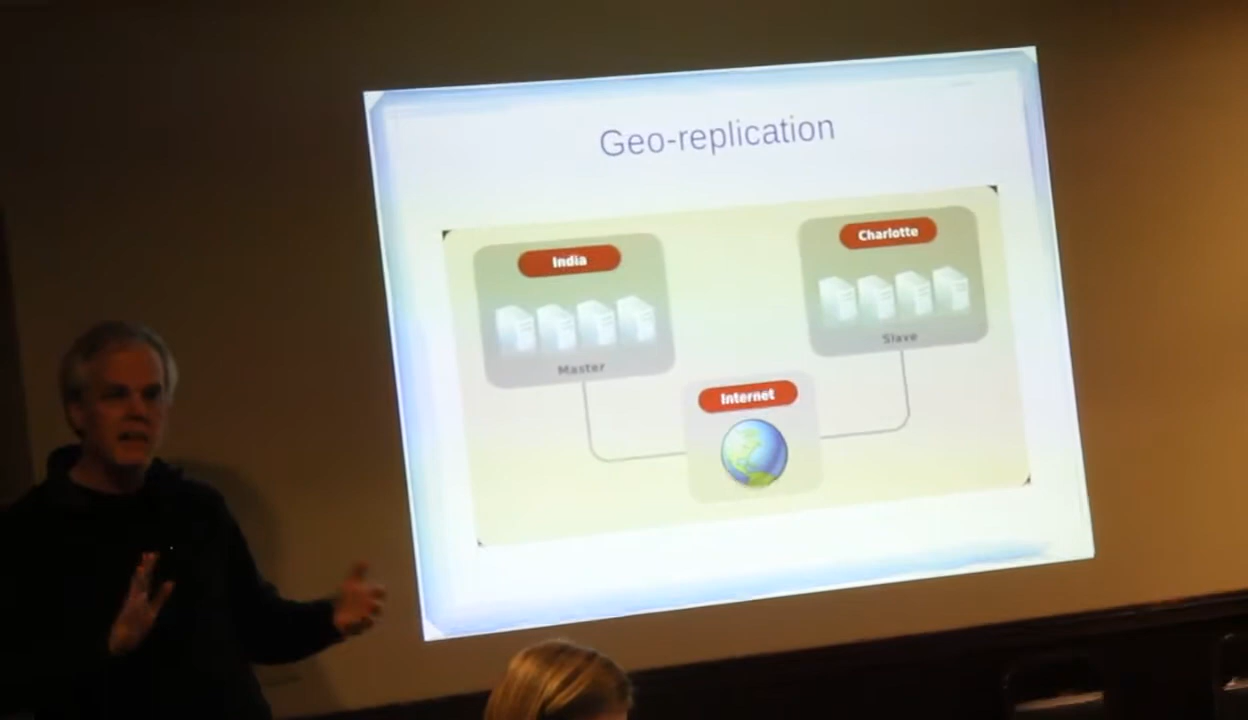 Geo-replication
India
Charlotte
Master
Slave
Internet